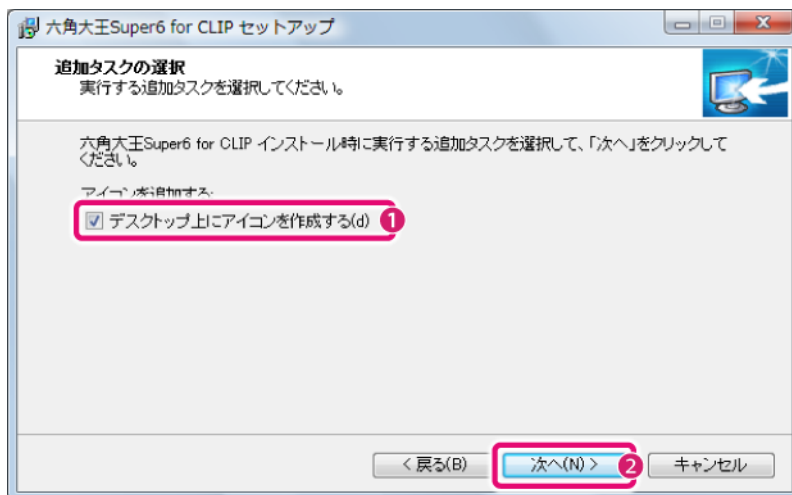 六角大王Super6 for CLIP セットアップ
追加タスクの選択
実行する追加タスクを選択してください。
六角大王Super6 for CLIP インストール時に実行する追加タスクを選択して、「次へ」をクリックして
ください。
アイコンを追加する:
デスクトップ上にアイコンを作成する(d) 1
< 戻る(B) 次へ(N) > 2 キャンセル